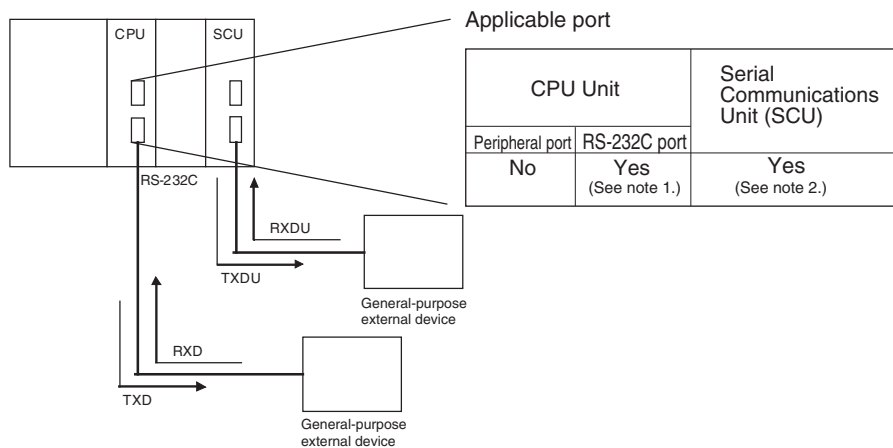 Applicable port
CPU
SCU
CPU Unit
Serial
Communications
Unit (SCU)
Peripheral port
RS-232C port
No
Yes
(See note 1.)
Yes
(See note 2.)
RS-232C
RXDU
TXDU
General-purpose
external device
RXD
TXD
General-purpose
external device